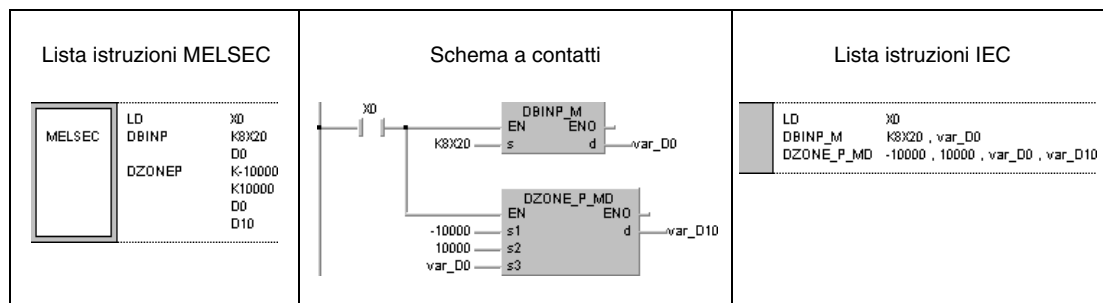 Lista istruzioni MELSEC
MELSEC
LD X0
DBINP K8X20
D0
DZONEP K-10000
K10000
D0
D10
Schema a contatti
X0
DBINP_M
EN ENO
K8X20 s d var_D0
DZONE_P_MD
EN ENO
-10000 s1 d var_D10
10000 s2
var_D0 s3
Lista istruzioni IEC
LD X0
DBINP_M K8X20 , var_D0
DZONE_P_MD -10000 , 10000 , var_D0 , var_D10